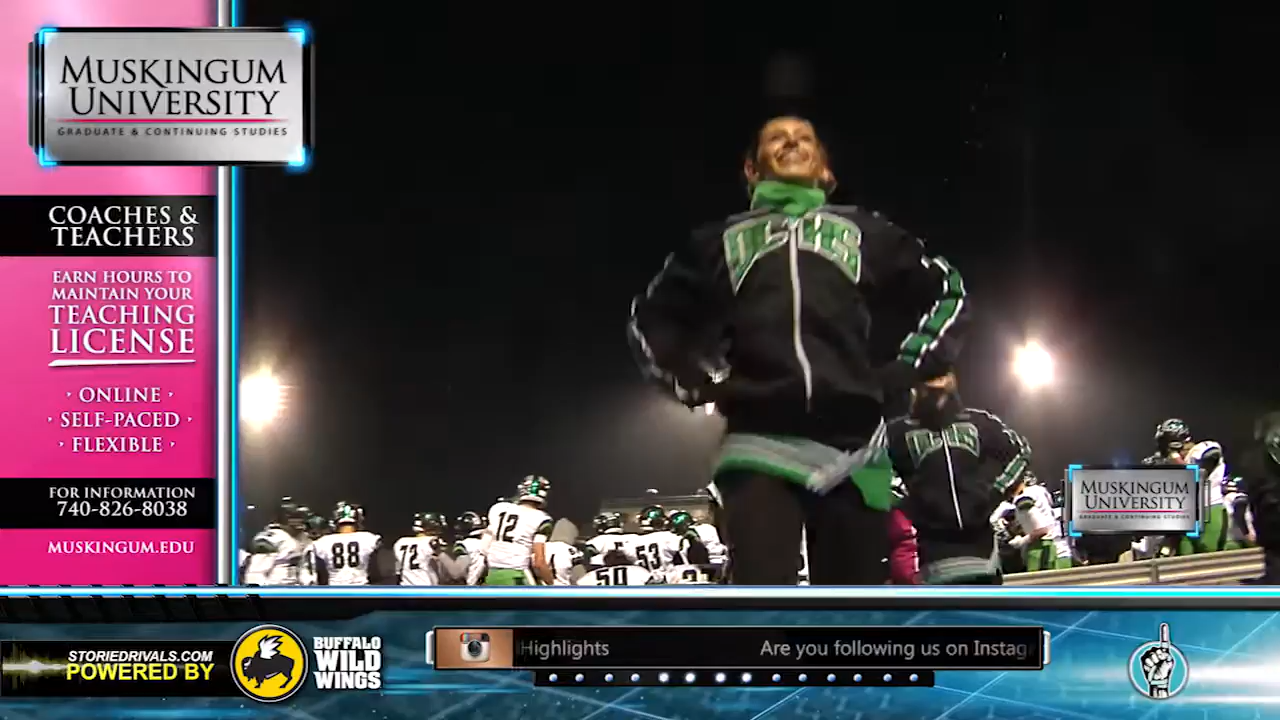 MUSKINGUM
UNIVERSITY
GRADUATE & CONTINUING STUDIES
COACHES &
TEACHERS
EARN HOURS TO
MAINTAIN YOUR
TEACHING
LICENSE
· ONLINE ·
· SELF-PACED ·
· FLEXIBLE ·
FOR INFORMATION
740-826-8038
MUSKINGUM.EDU
12
88
72
53
50
MUSKINGUM
UNIVERSITY
GRADUATE & CONTINUING STUDIES
STORIEDRIVALS.COM
POWERED BY
BUFFALO
WILD
WINGS
Highlights Are you following us on Instag